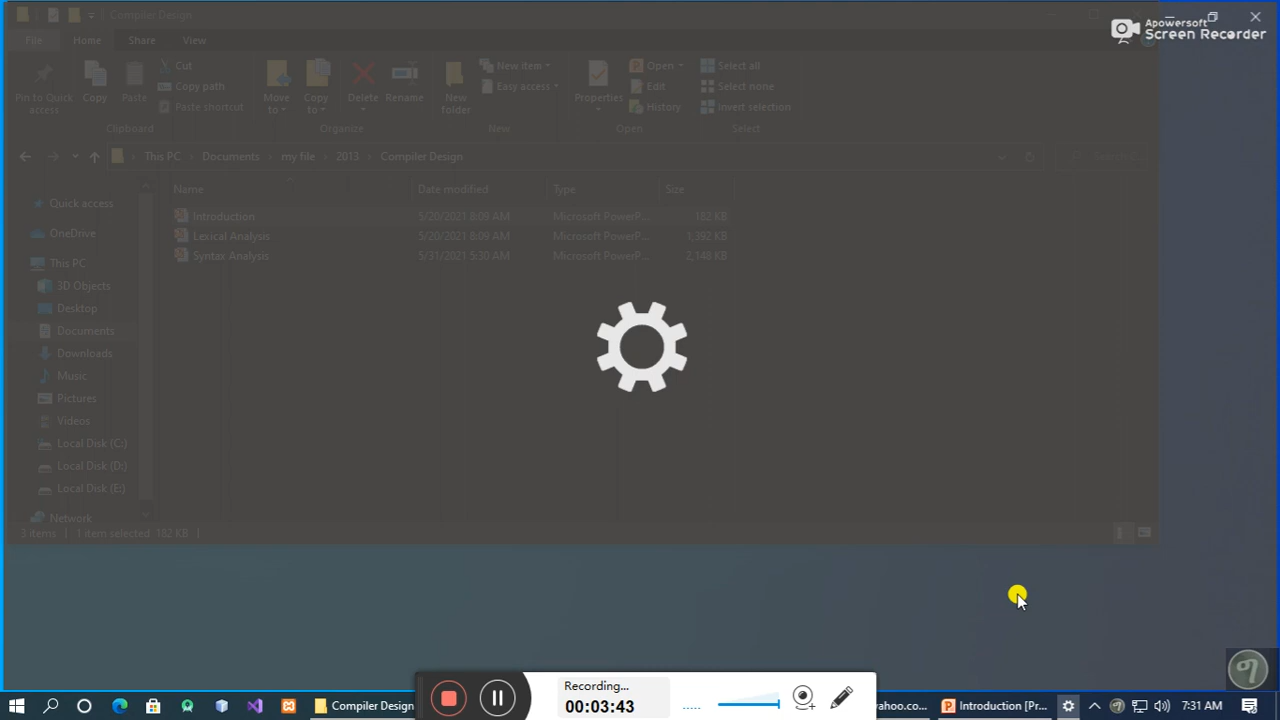 Compiler Design
Apowersoft
Screen Recorder
File Home Share View
Pin to Quick access
Copy
Paste
Cut
Copy path
Paste shortcut
Clipboard
Move to
Copy to
Delete
Rename
Organize
New folder
New item
Easy access
New
Properties
Open
Edit
History
Open
Select all
Select none
Invert selection
Select
This PC > Documents > my file > 2013 > Compiler Design
Name Date modified Type Size
Introduction 5/20/2021 8:09 AM Microsoft PowerP... 182 KB
Lexical Analysis 5/20/2021 8:09 AM Microsoft PowerP... 1,392 KB
Syntax Analysis 5/31/2021 5:30 AM Microsoft PowerP... 2,148 KB
Quick access
OneDrive
This PC
3D Objects
Desktop
Documents
Downloads
Music
Pictures
Videos
Local Disk (C:)
Local Disk (D:)
Local Disk (E:)
Network
3 items 1 item selected 182 KB
Recording...
00:03:43
Compiler Design
yahoo.co...
Introduction [Pr...
7:31 AM